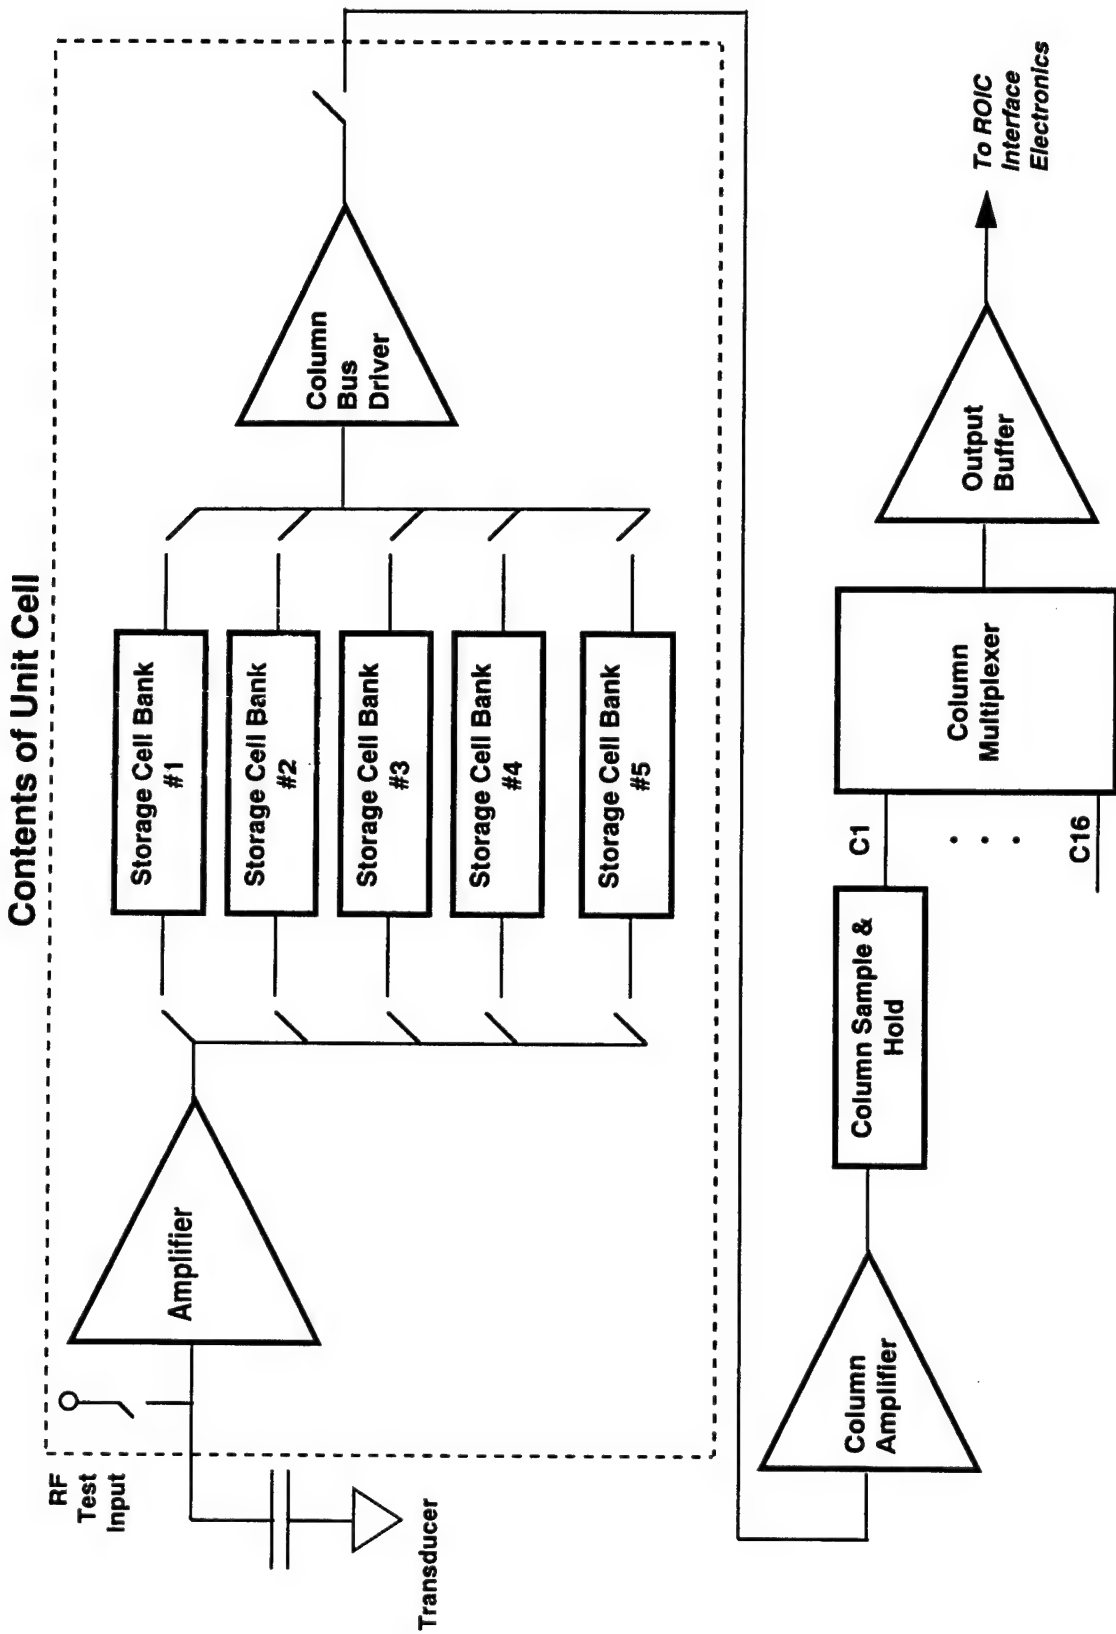 Contents of Unit Cell
RF
Test
Input
Transducer
Amplifier
Storage Cell Bank
#1
Storage Cell Bank
#2
Storage Cell Bank
#3
Storage Cell Bank
#4
Storage Cell Bank
#5
Column
Bus
Driver
Column
Amplifier
Column Sample &
Hold
C1
C16
Column
Multiplexer
Output
Buffer
To ROIC
Interface
Electronics